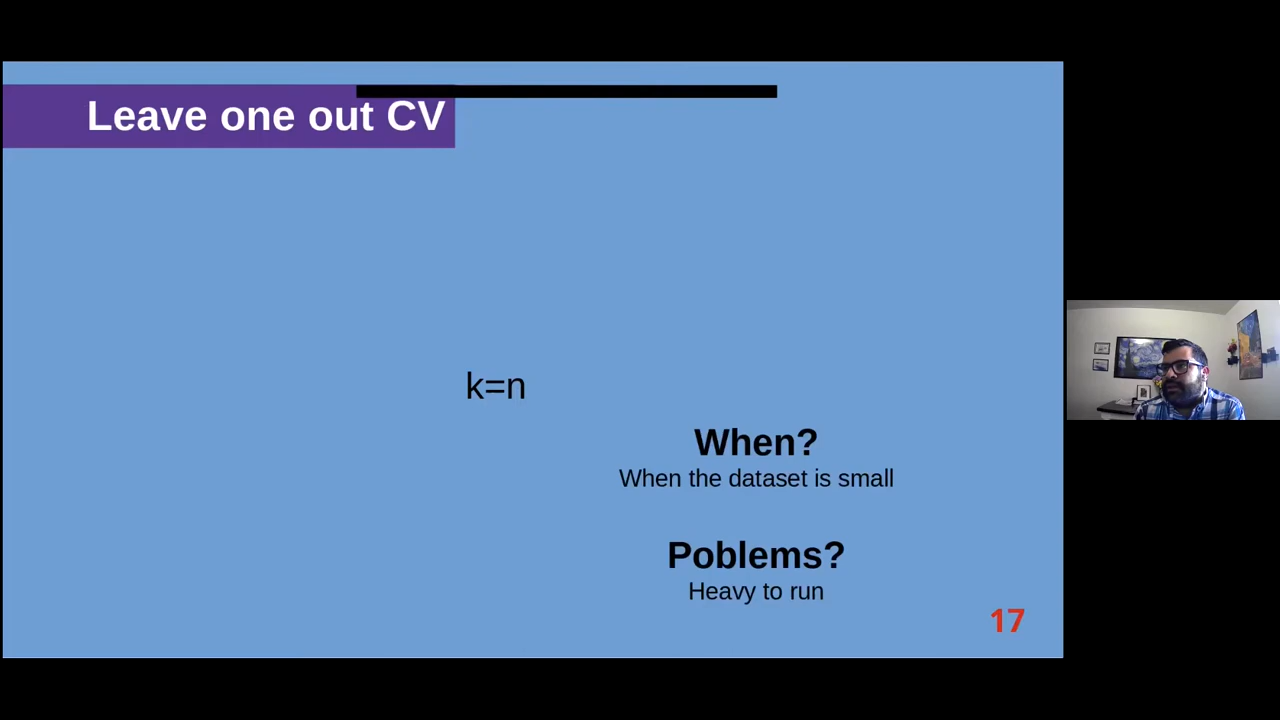 Leave one out CV
k=n
When?
When the dataset is small
Poblems?
Heavy to run
17